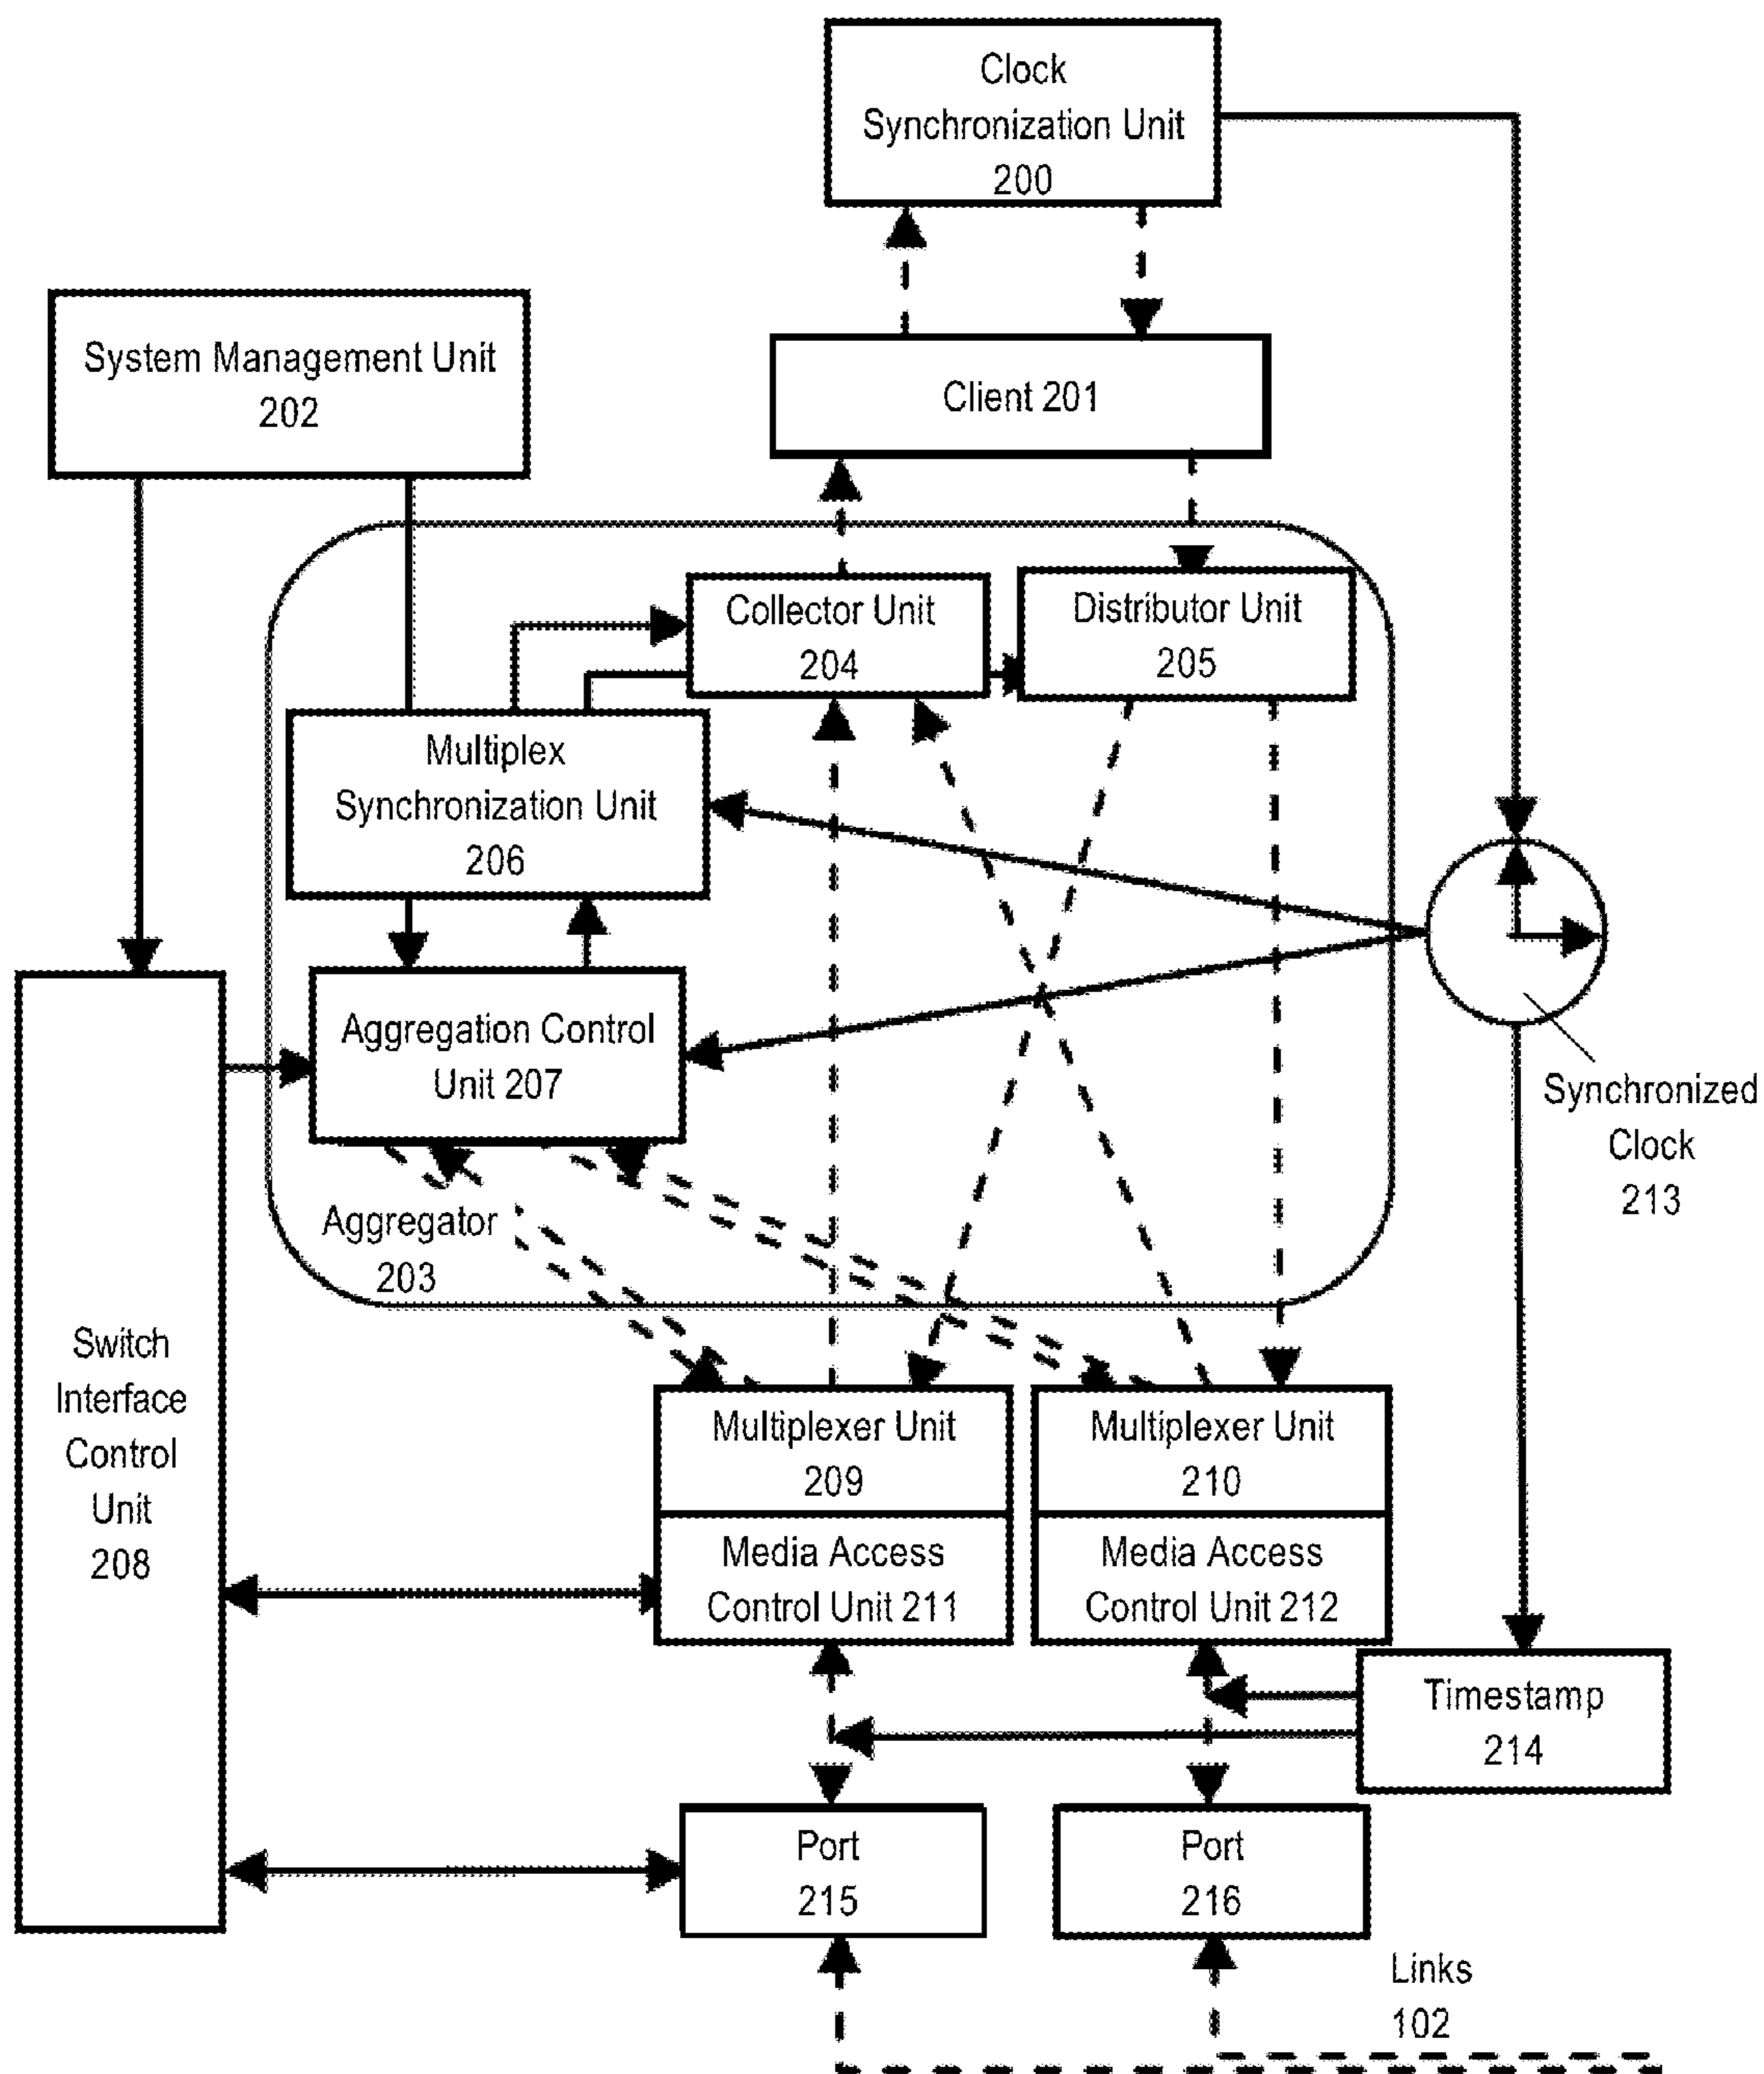 Clock
Synchronization Unit
200
System Management Unit
202
Client 201
Collector Unit
204
Distributor Unit
205
Multiplex
Synchronization Unit
206
Aggregation Control
Unit 207
Synchronized
Clock
213
Aggregator
203
Switch
Interface
Control
Unit
208
Multiplexer Unit
209
Multiplexer Unit
210
Media Access
Control Unit 211
Media Access
Control Unit 212
Timestamp
214
Port
215
Port
216
Links
102